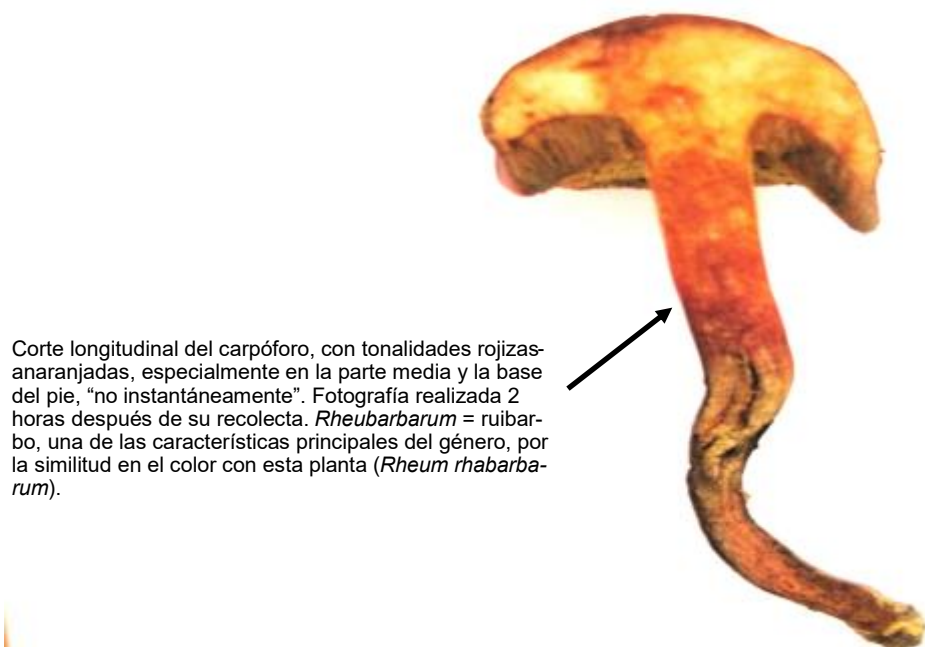 Corte longitudinal del carpóforo, con tonalidades rojizas-
anaranjadas, especialmente en la parte media y la base
del pie, “no instantáneamente”. Fotografía realizada 2
horas después de su recolecta. Rheubarbarum = ruibar-
bo, una de las características principales del género, por
la similitud en el color con esta planta (Rheum rhabarba-
rum).